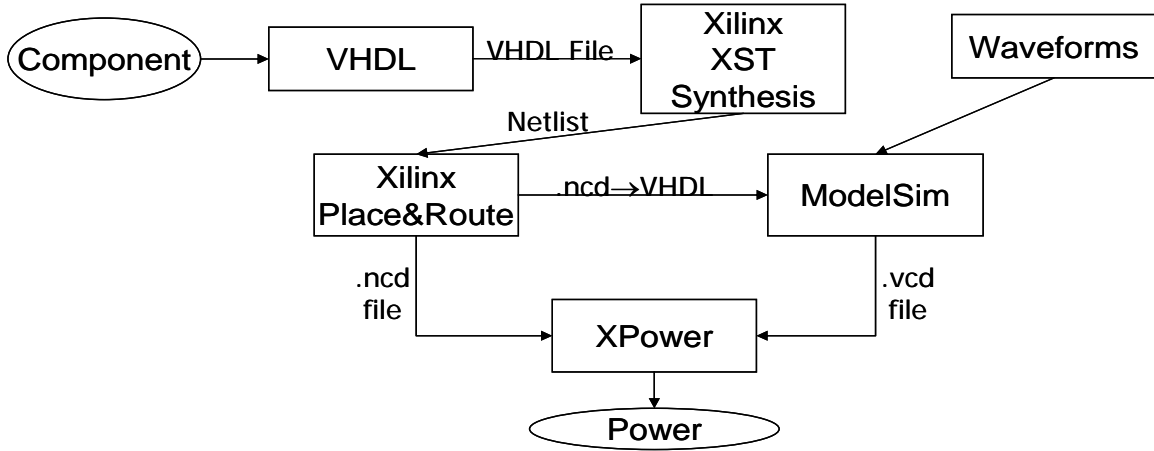 Component
VHDL
VHDL File
Xilinx
XST
Synthesis
Waveforms
Netlist
Xilinx
Place&Route
.ncd→VHDL
ModelSim
.ncd
file
.vcd
file
XPower
Power